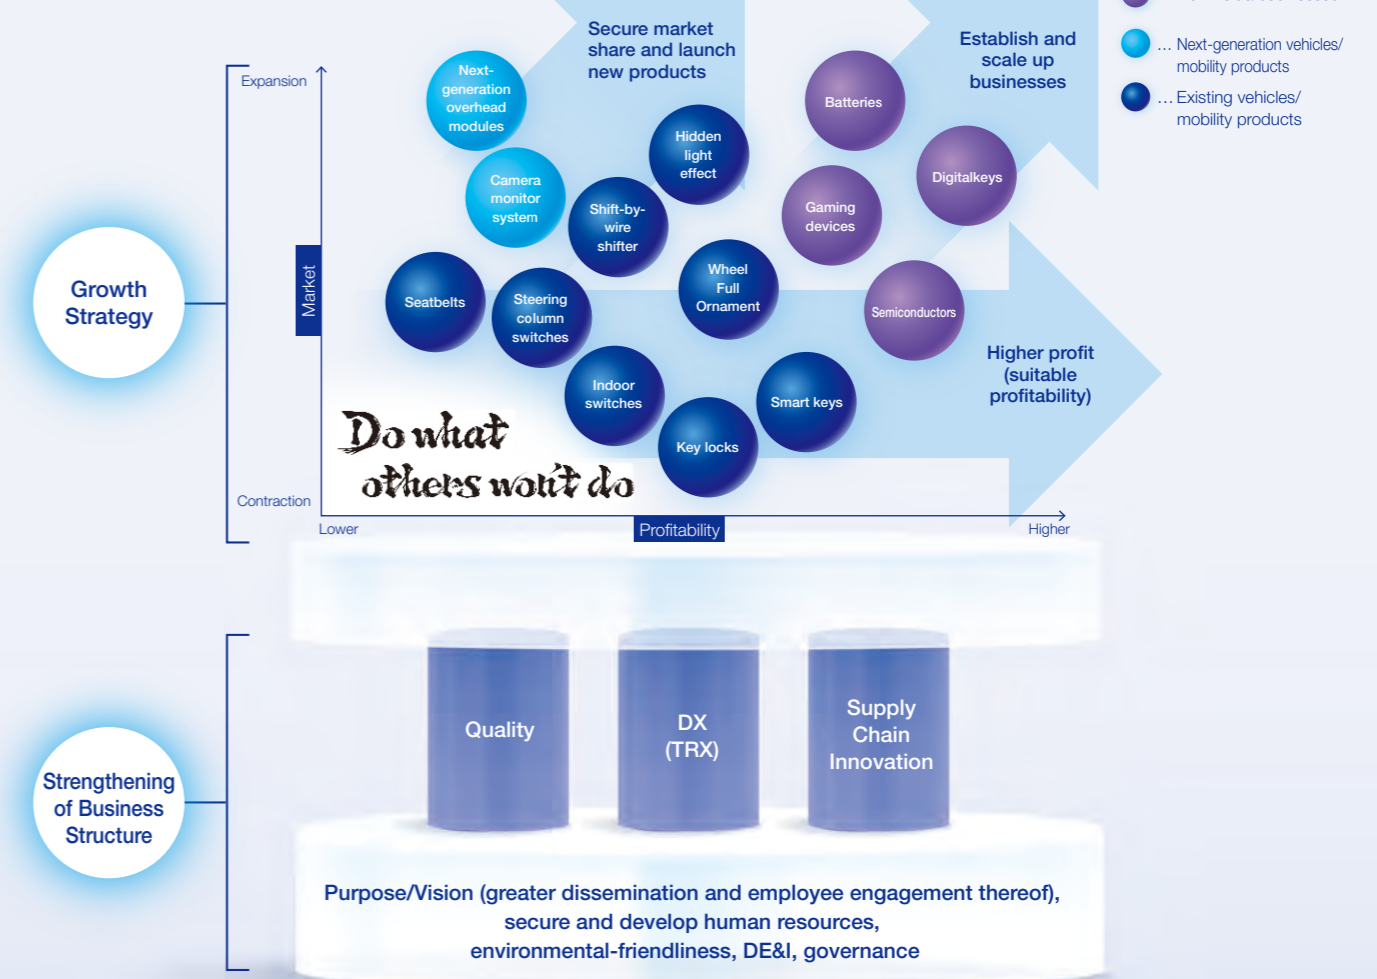 Secure market
share and launch
new products
Establish and
scale up
businesses
… Next-generation vehicles/
mobility products
… Existing vehicles/
mobility products
Expansion
Next-
generation
overhead
modules
Batteries
Hidden
light
effect
Camera
monitor
system
Digitalkeys
Shift-by-
wire
shifter
Gaming
devices
Growth
Strategy
Market
Seatbelts
Steering
column
switches
Wheel
Full
Ornament
Semiconductors
Higher profit
(suitable
profitability)
Indoor
switches
Smart keys
Key locks
Do what
others won't do
Contraction
Lower
Profitability
Higher
Strengthening
of Business
Structure
Quality
DX
(TRX)
Supply
Chain
Innovation
Purpose/Vision (greater dissemination and employee engagement thereof),
secure and develop human resources,
environmental-friendliness, DE&I, governance